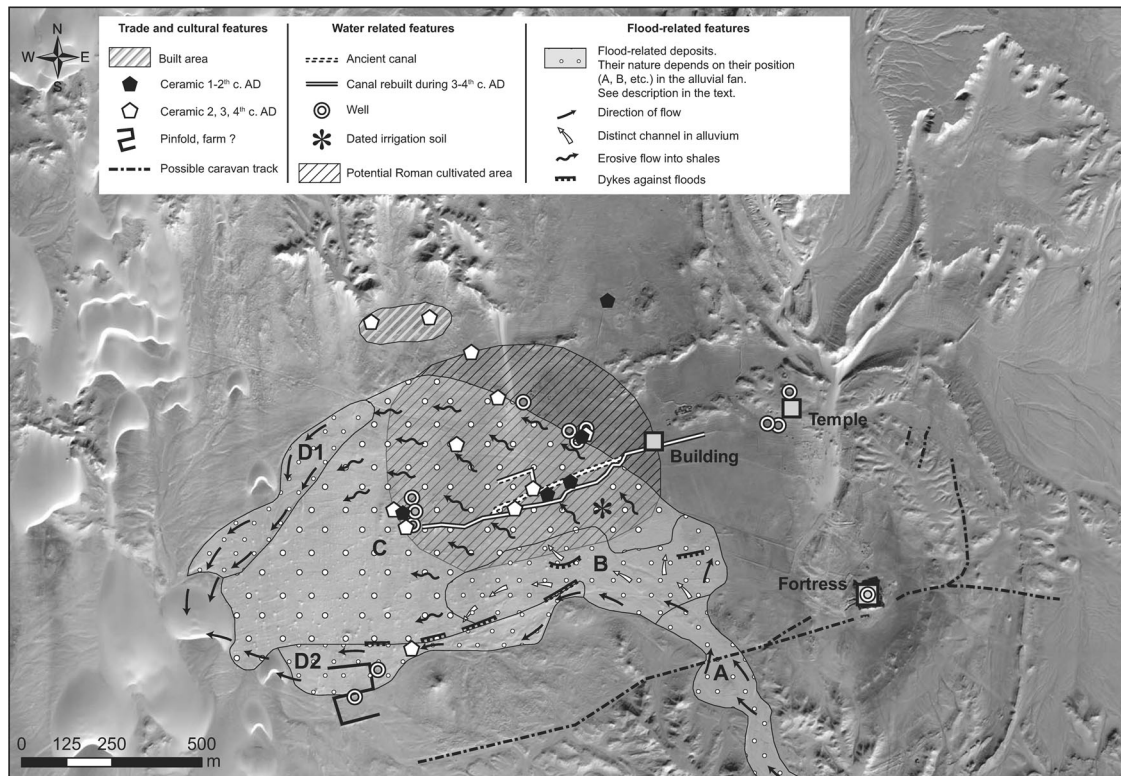 N
W E
S
Trade and cultural features
Built area
Ceramic 1-2th c. AD
Ceramic 2, 3, 4th c. AD
Pinfold, farm ?
Possible caravan track
Water related features
Ancient canal
Canal rebuilt during 3-4th c. AD
Well
Dated irrigation soil
Potential Roman cultivated area
Flood-related features
Flood-related deposits.
Their nature depends on their position
(A, B, etc.) in the alluvial fan.
See description in the text.
Direction of flow
Distinct channel in alluvium
Erosive flow into shales
Dykes against floods
Temple
D1
Building
C
B
Fortress
D2
A
0 125 250 500
m